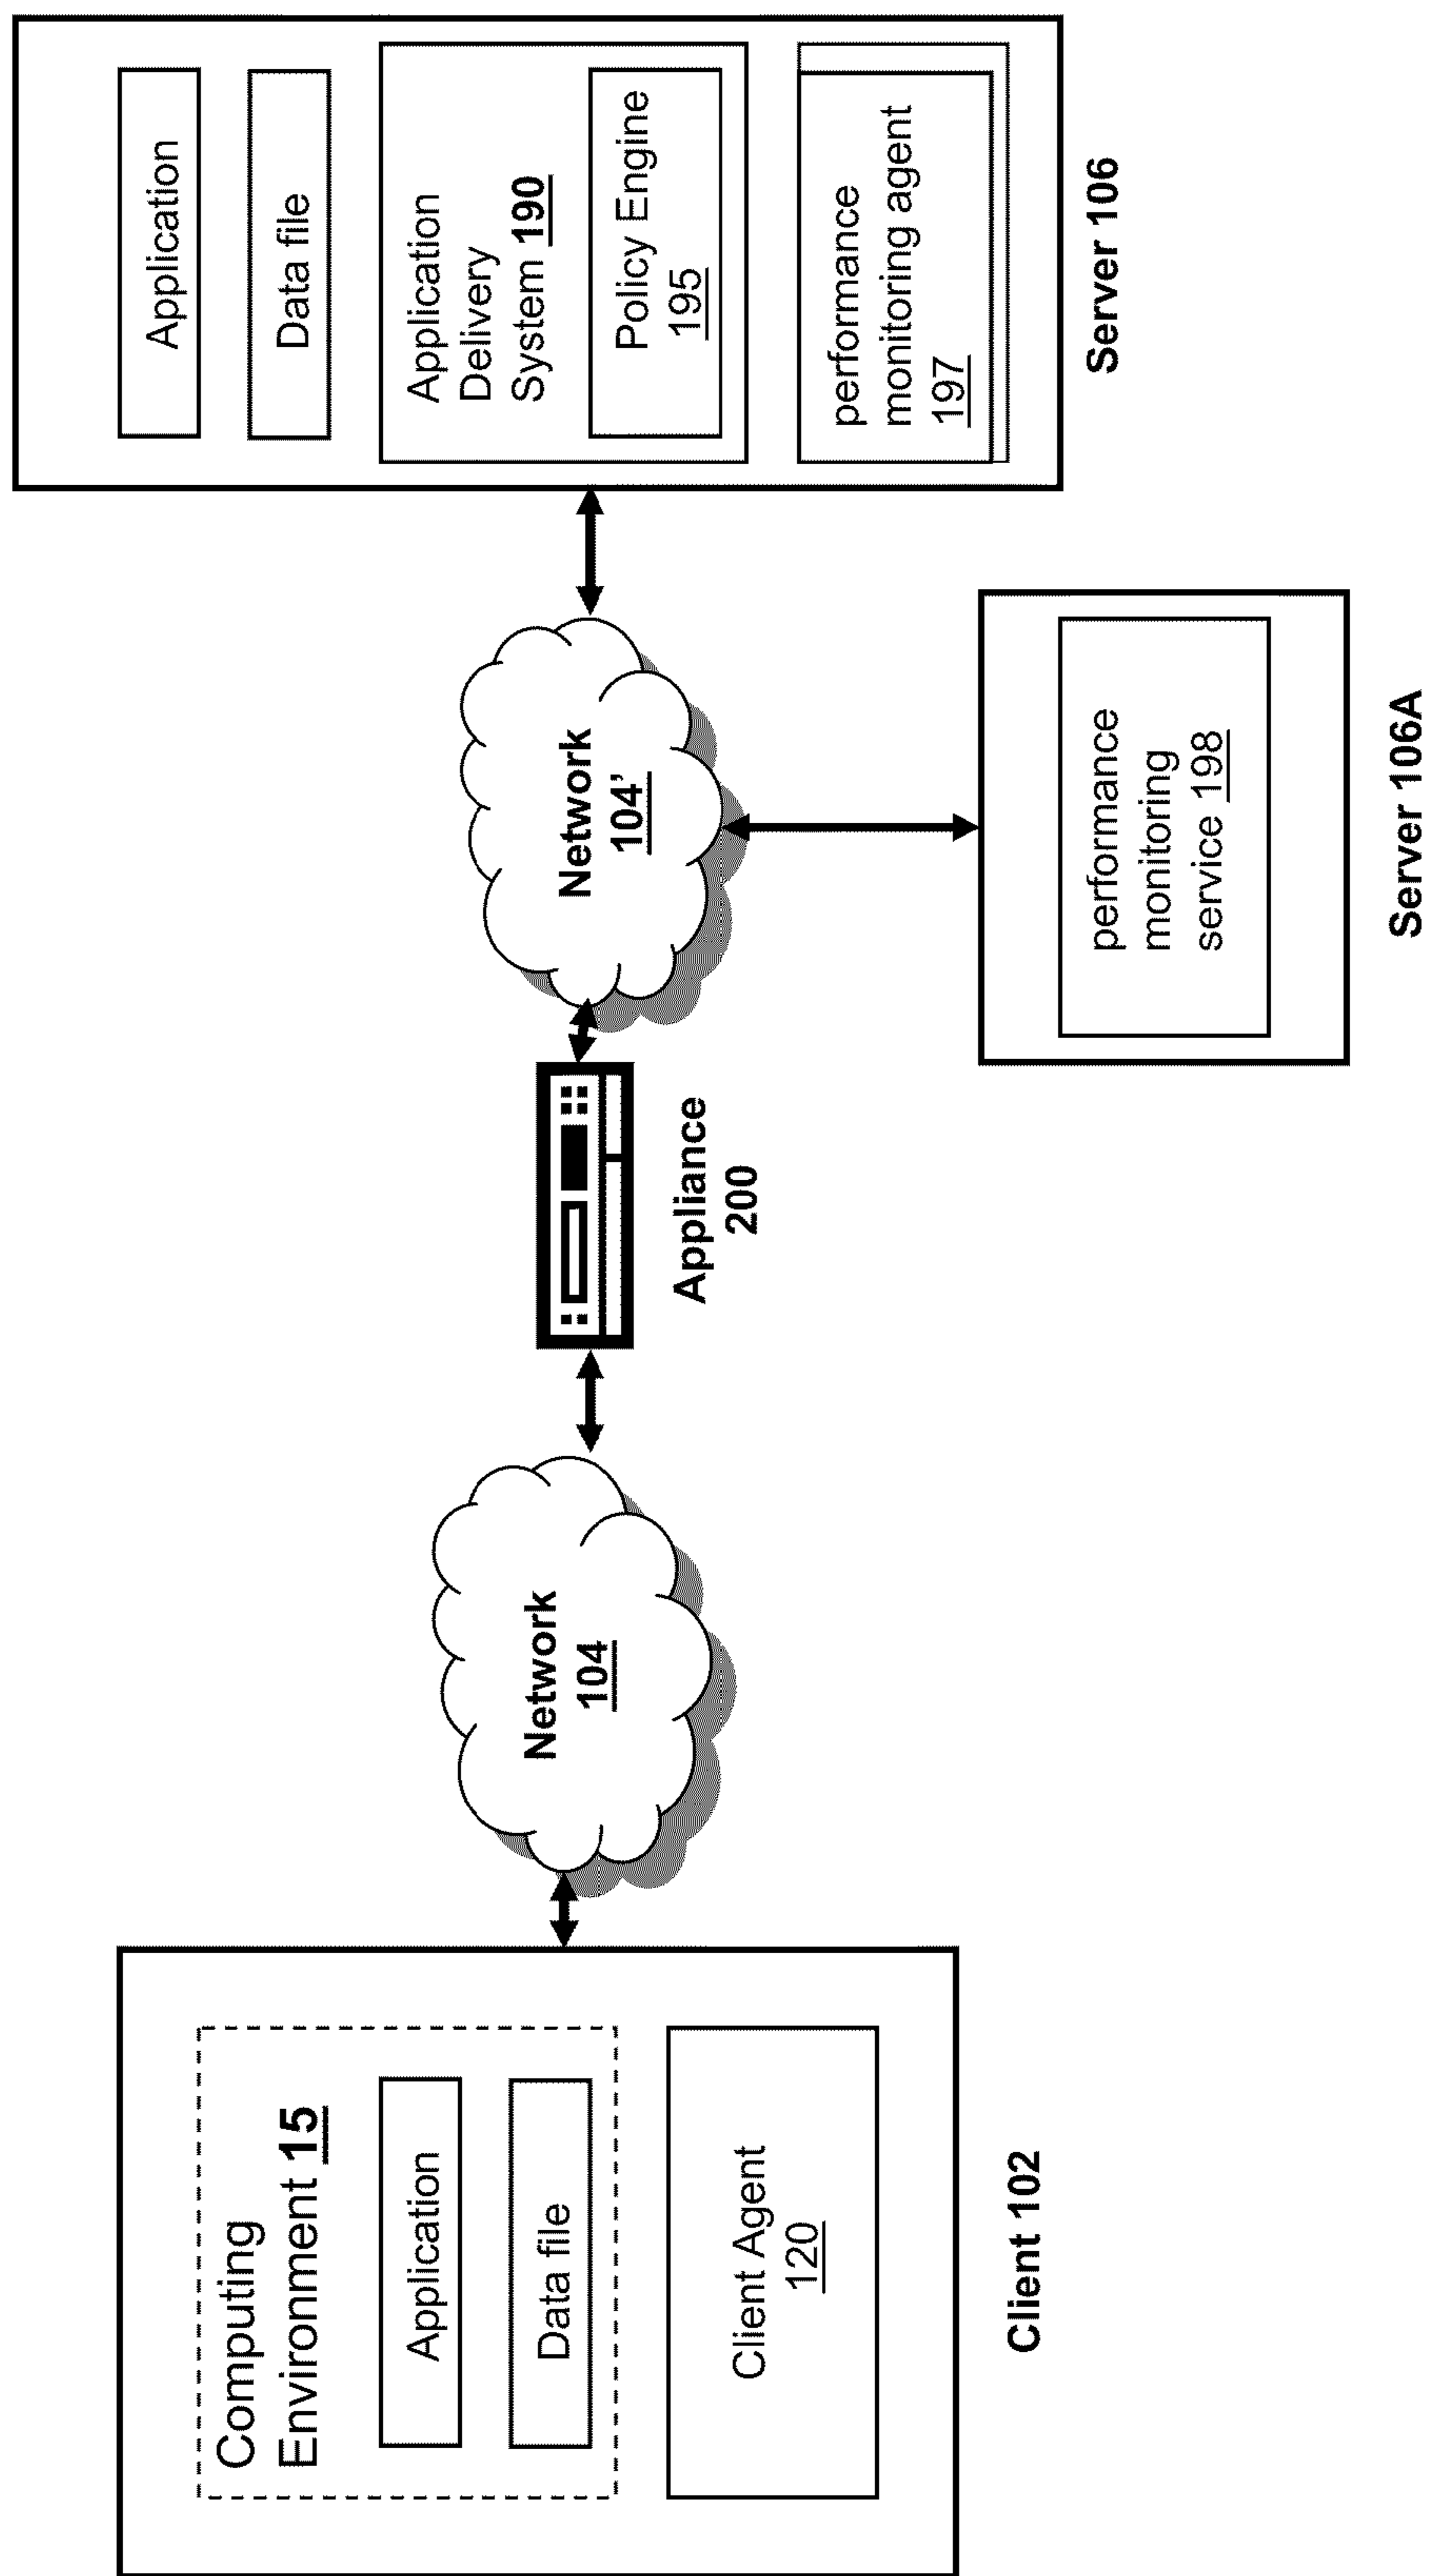 Computing
Environment 15
Application
Data file
Client Agent
120
Client 102
Network
104
Appliance
200
Network
104’
performance
monitoring
service 198
Server 106A
Application
Data file
Application
Delivery
System 190
Policy Engine
195
performance
monitoring agent
197
Server 106